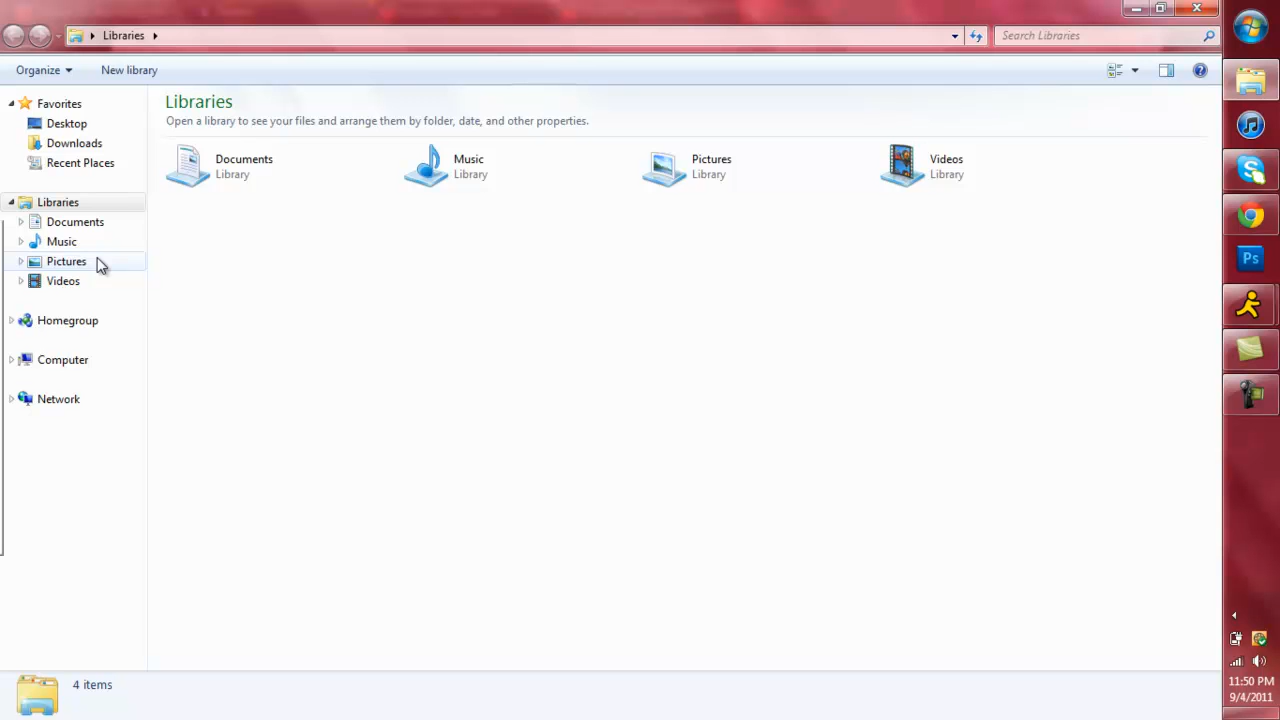 Libraries
Search Libraries
Organize
New library
Favorites
Desktop
Downloads
Recent Places
Libraries
Documents
Music
Pictures
Videos
Homegroup
Computer
Network
Libraries
Open a library to see your files and arrange them by folder, date, and other properties.
Documents
Library
Music
Library
Pictures
Library
Videos
Library
4 items
Ps
11:50 PM
9/4/2011